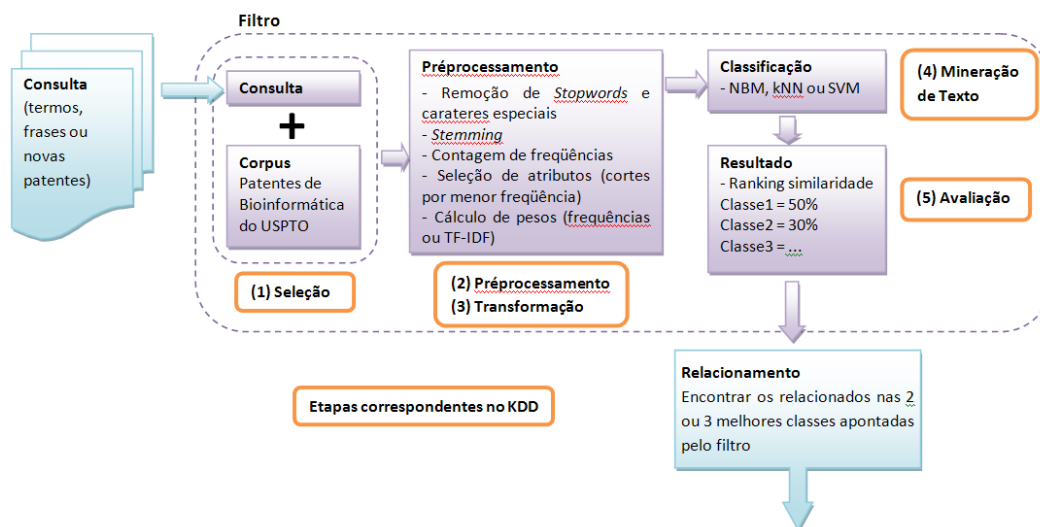 Filtro
Consulta
(termos,
frases ou
novas
patentes)
Consulta
+
Corpus
Patentes de
Bioinformática
do USPTO
(1) Seleção
Préprocessamento
- Remoção de Stopwords e
carateres especiais
- Stemming
- Contagem de freqüências
- Seleção de atributos (cortes
por menor freqüência)
- Cálculo de pesos (frequências
ou TF-IDF)
(2) Préprocessamento
(3) Transformação
Classificação
- NBM, kNN ou SVM
(4) Mineração
de Texto
Resultado
- Ranking similaridade
Classe1 = 50%
Classe2 = 30%
Classe3 = ...
(5) Avaliação
Relacionamento
Encontrar os relacionados nas 2
ou 3 melhores classes apontadas
pelo filtro
Etapas correspondentes no KDD